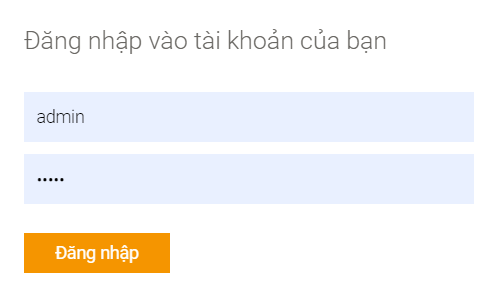 Đăng nhập vào tài khoản của bạn
admin
•••••
Đăng nhập